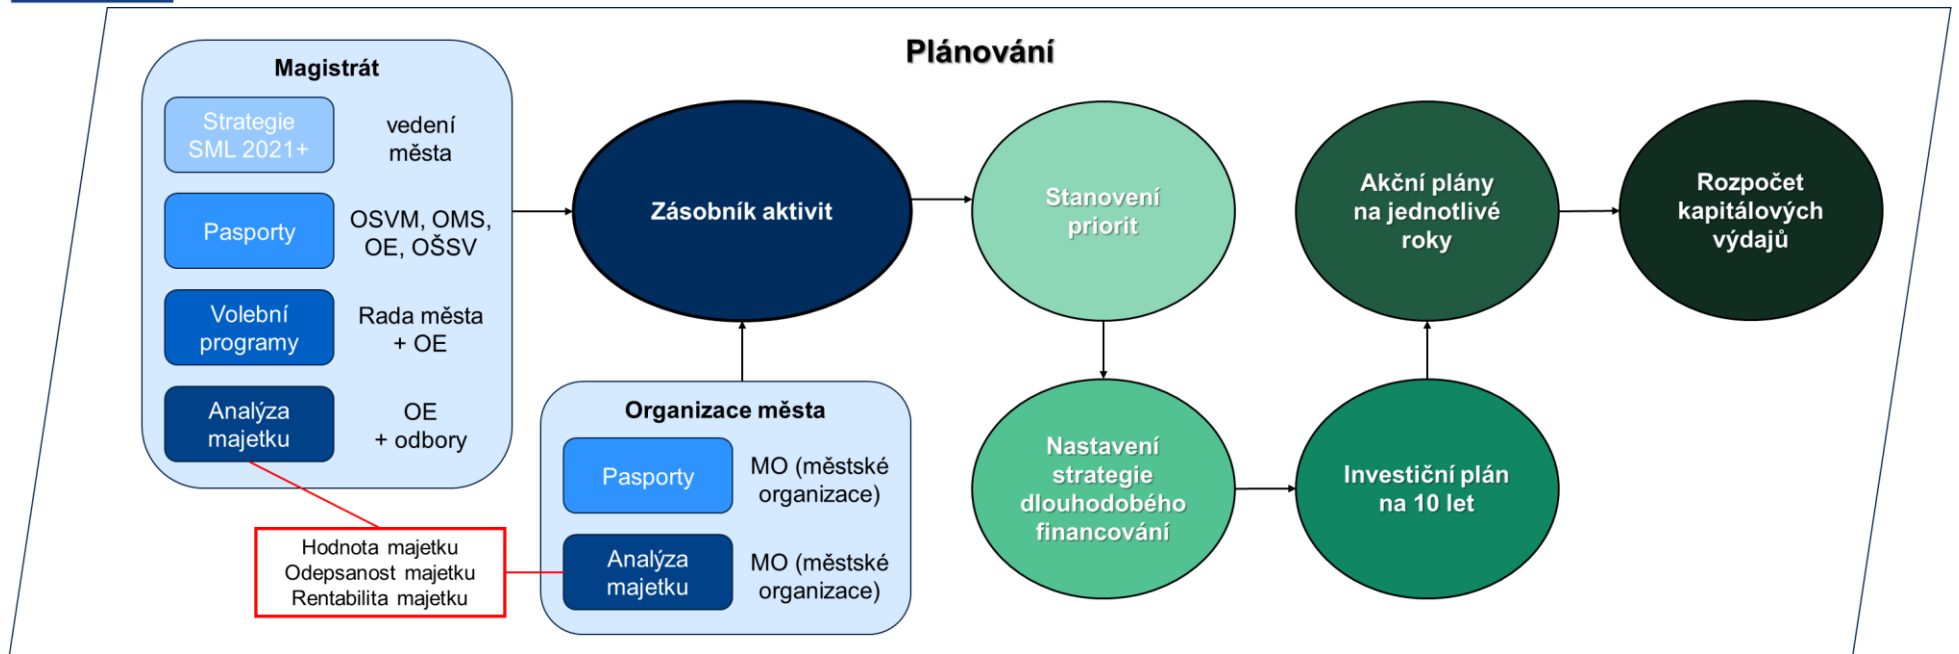 Plánování
Magistrát
Strategie
SML 2021+
vedení
města
Pasporty
OSVM, OMS,
OE, OŠSV
Volební
programy
Rada města
+ OE
Analýza
majetku
OE
+ odbory
Hodnota majetku
Odepsanost majetku
Rentabilita majetku
Organizace města
Pasporty
MO (městské
organizace)
Analýza
majetku
MO (městské
organizace)
Zásobník aktivit
Stanovení
priorit
Nastavení
strategie
dlouhodobého
financování
Investiční plán
na 10 let
Akční plány
na jednotlivé
roky
Rozpočet
kapitálových
výdajů